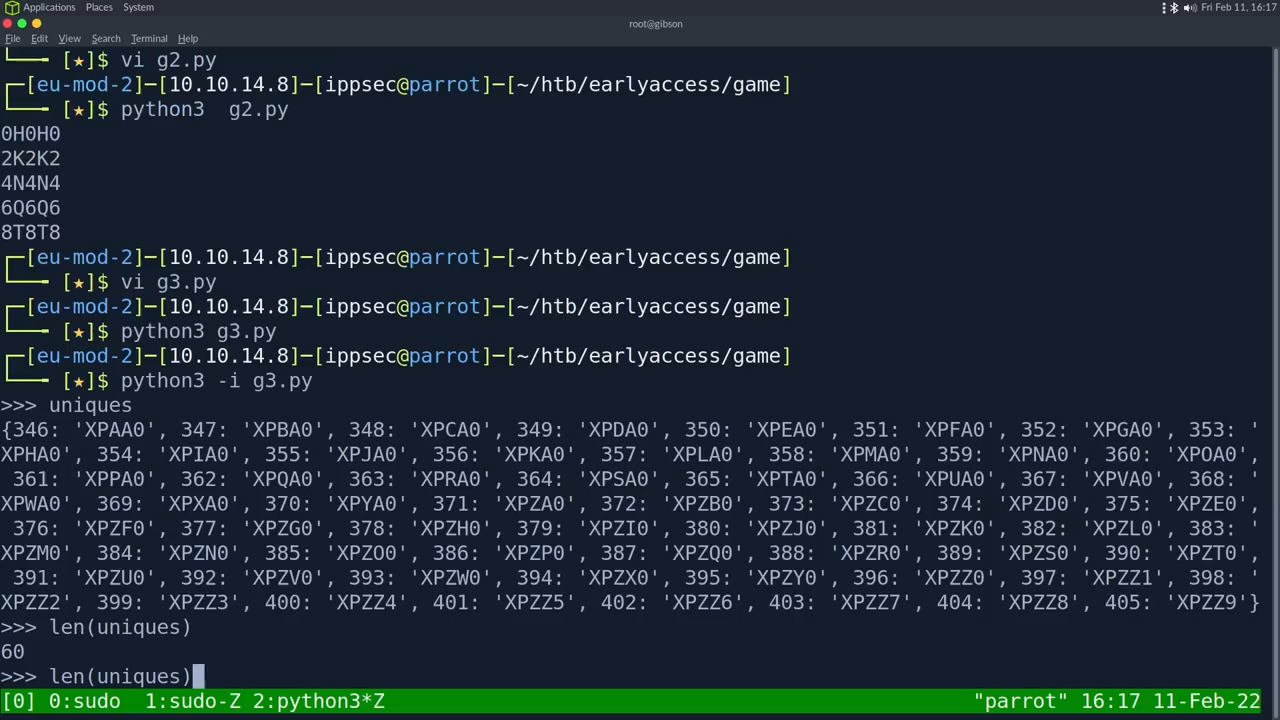 Applications Places System Fri Feb 11, 16:17
root@gibson
File Edit View Search Terminal Help
└──╼ [★]$ vi g2.py
┌─[eu-mod-2]─[10.10.14.8]─[ippsec@parrot]─[~/htb/earlyaccess/game]
└──╼ [★]$ python3  g2.py
0H0H0
2K2K2
4N4N4
6Q6Q6
8T8T8
┌─[eu-mod-2]─[10.10.14.8]─[ippsec@parrot]─[~/htb/earlyaccess/game]
└──╼ [★]$ vi g3.py
┌─[eu-mod-2]─[10.10.14.8]─[ippsec@parrot]─[~/htb/earlyaccess/game]
└──╼ [★]$ python3 g3.py
┌─[eu-mod-2]─[10.10.14.8]─[ippsec@parrot]─[~/htb/earlyaccess/game]
└──╼ [★]$ python3 -i g3.py
>>> uniques
{346: 'XPAA0', 347: 'XPBA0', 348: 'XPCA0', 349: 'XPDA0', 350: 'XPEA0', 351: 'XPFA0', 352: 'XPGA0', 353: '
XPHA0', 354: 'XPIA0', 355: 'XPJA0', 356: 'XPKA0', 357: 'XPLA0', 358: 'XPMA0', 359: 'XPNA0', 360: 'XPOA0',
 361: 'XPPA0', 362: 'XPQA0', 363: 'XPRA0', 364: 'XPSA0', 365: 'XPTA0', 366: 'XPUA0', 367: 'XPVA0', 368: '
XPWA0', 369: 'XPXA0', 370: 'XPYA0', 371: 'XPZA0', 372: 'XPZB0', 373: 'XPZC0', 374: 'XPZD0', 375: 'XPZE0',
 376: 'XPZF0', 377: 'XPZG0', 378: 'XPZH0', 379: 'XPZI0', 380: 'XPZJ0', 381: 'XPZK0', 382: 'XPZL0', 383: '
XPZM0', 384: 'XPZN0', 385: 'XPZO0', 386: 'XPZP0', 387: 'XPZQ0', 388: 'XPZR0', 389: 'XPZS0', 390: 'XPZT0',
 391: 'XPZU0', 392: 'XPZV0', 393: 'XPZW0', 394: 'XPZX0', 395: 'XPZY0', 396: 'XPZZ0', 397: 'XPZZ1', 398: '
XPZZ2', 399: 'XPZZ3', 400: 'XPZZ4', 401: 'XPZZ5', 402: 'XPZZ6', 403: 'XPZZ7', 404: 'XPZZ8', 405: 'XPZZ9'}
>>> len(uniques)
60
>>> len(uniques)
[0] 0:sudo  1:sudo-Z 2:python3*Z "parrot" 16:17 11-Feb-22